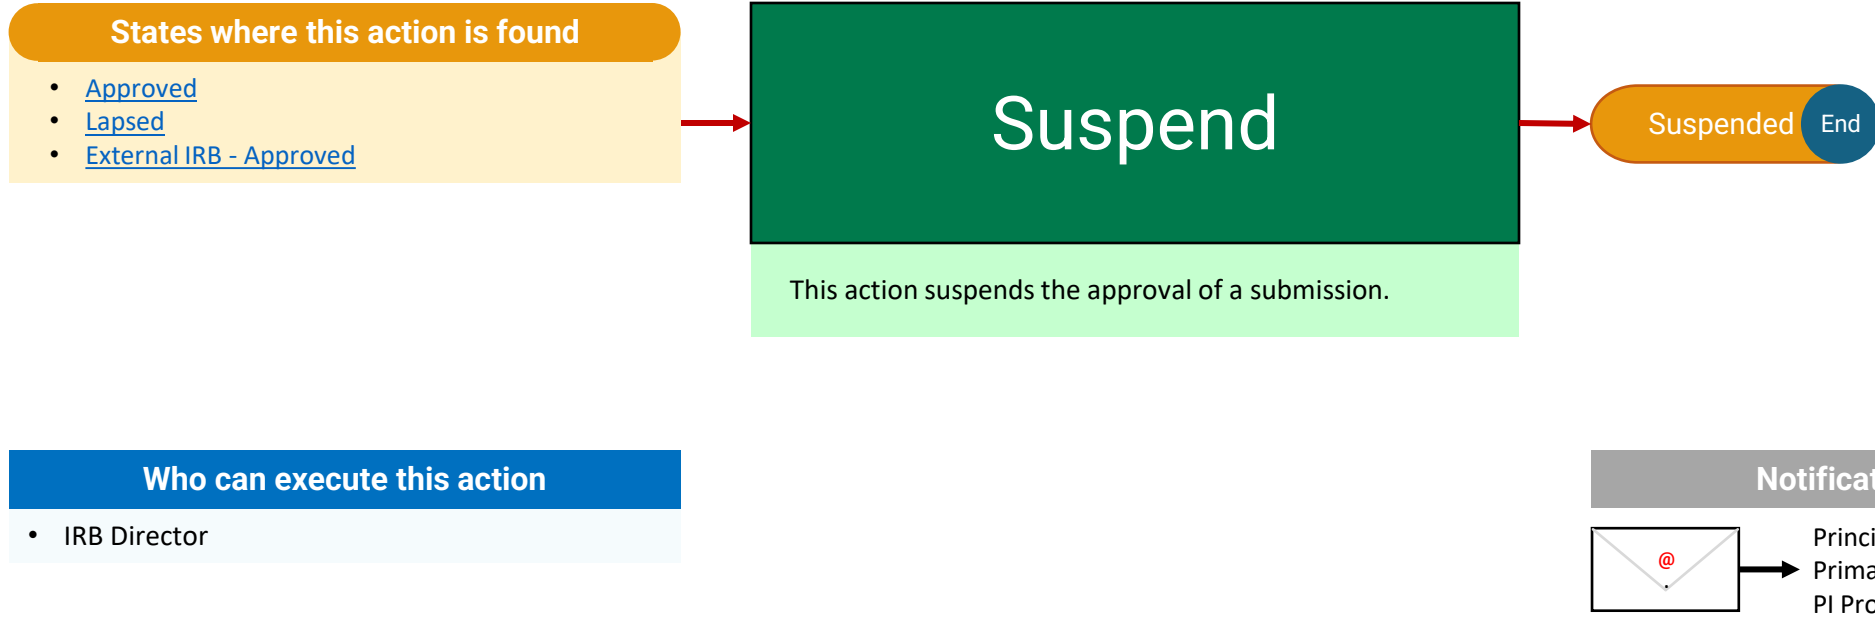 States where this action is found
• Approved
• Lapsed
• External IRB - Approved
Suspend
This action suspends the approval of a submission.
Suspended
End
Who can execute this action
• IRB Director
@
PI